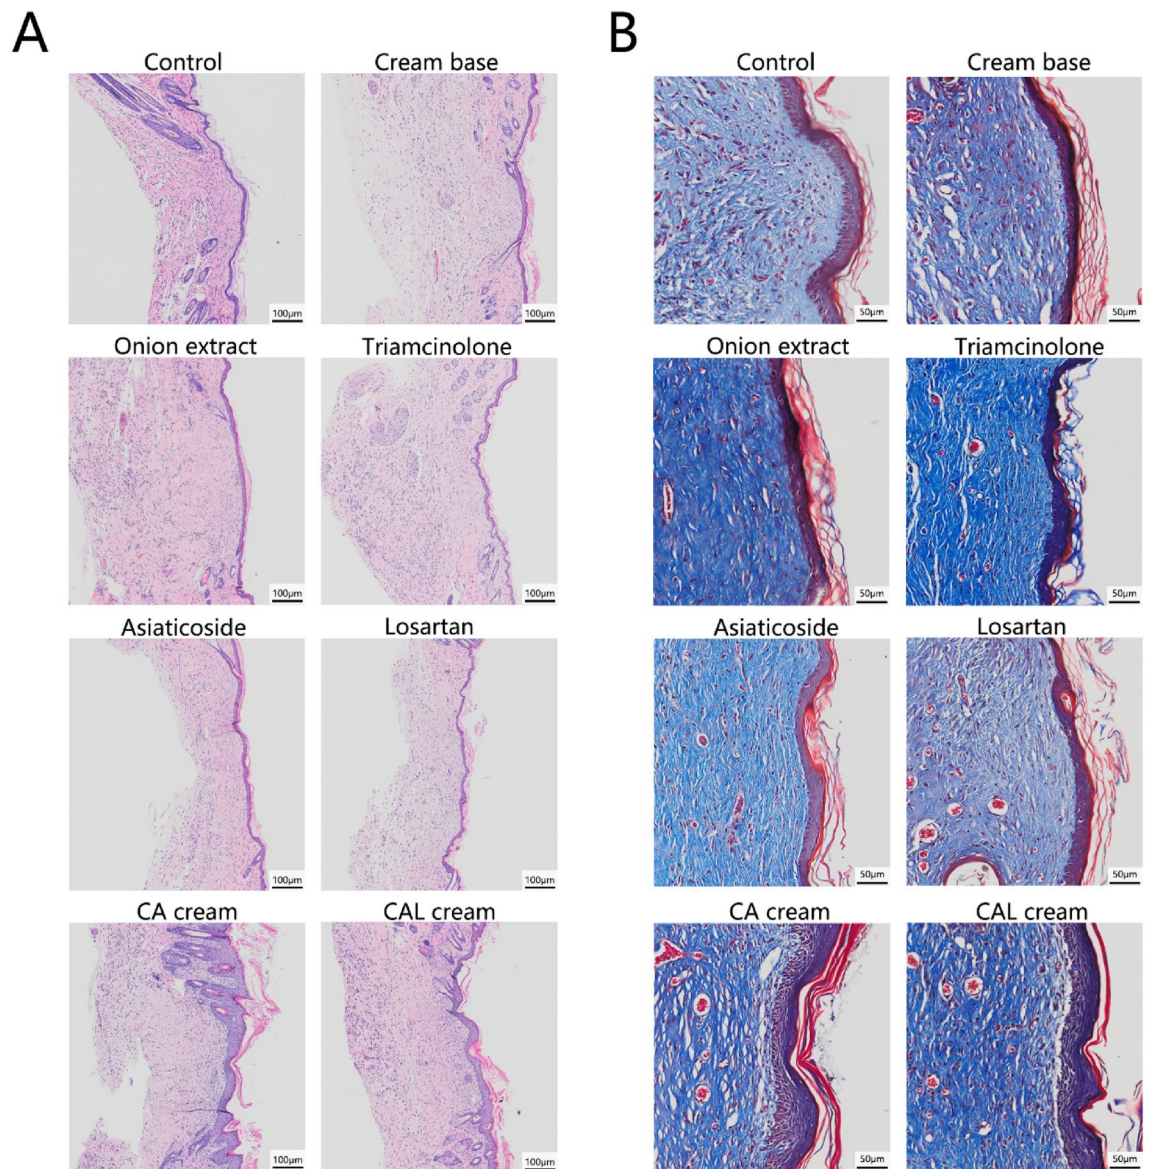 A
B
Control
Cream base
Control
Cream base
100μm
100μm
50μm
50μm
Onion extract
Triamcinolone
Onion extract
Triamcinolone
100μm
100μm
50μm
50μm
Asiaticoside
Losartan
Asiaticoside
Losartan
100μm
100μm
50μm
50μm
CA cream
CAL cream
CA cream
CAL cream
100μm
100μm
50μm
50μm